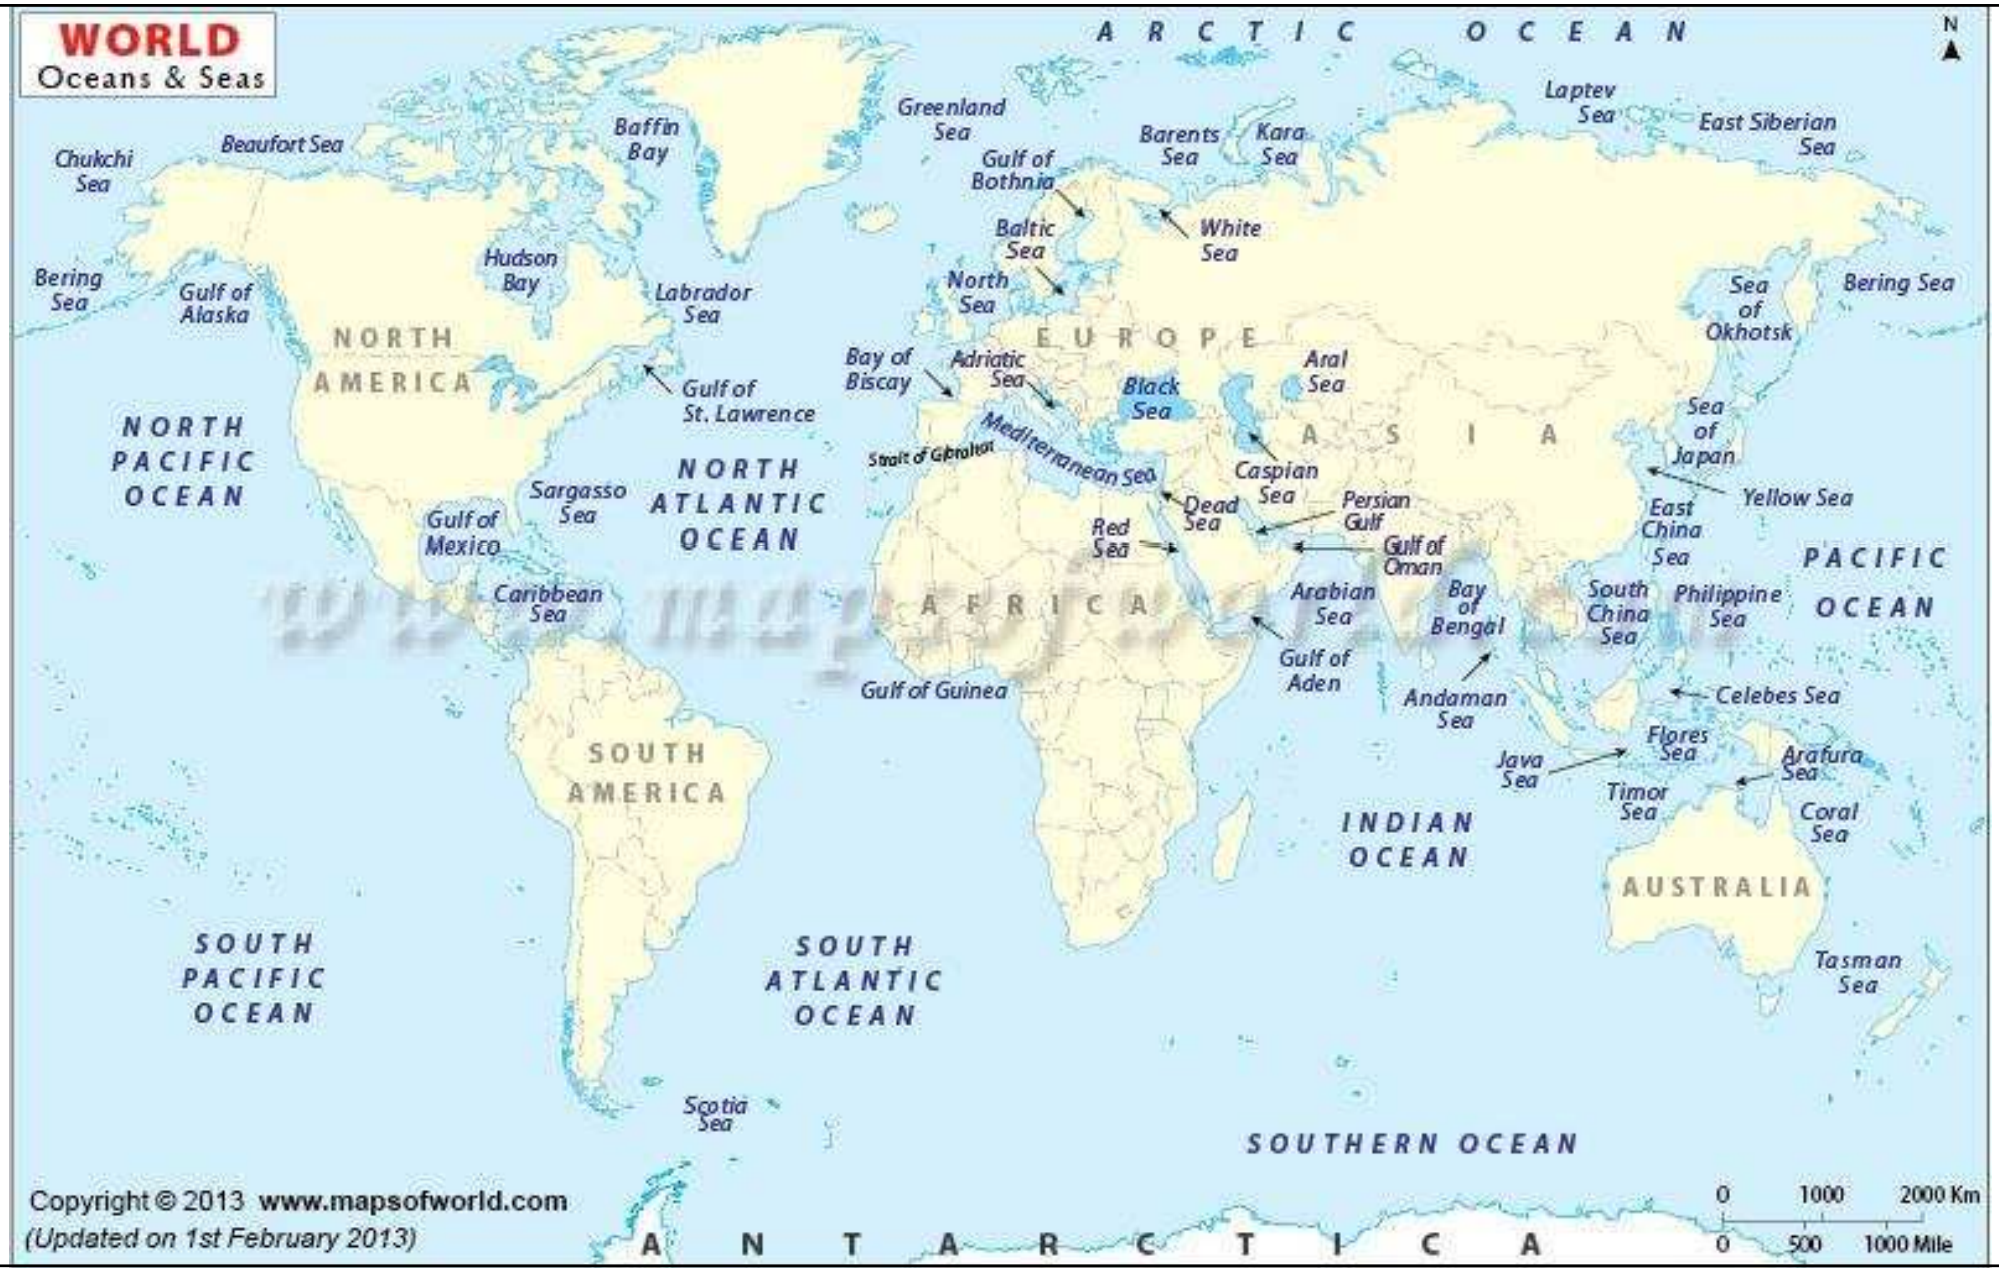 WORLD
Oceans & Seas
ARCTIC OCEAN
N
Chukchi
Sea
Beaufort Sea
Baffin
Bay
Greenland
Sea
Barents
Sea
Kara
Sea
Laptev
Sea
East Siberian
Sea
Gulf of
Bothnia
Baltic
Sea
White
Sea
Bering
Sea
Gulf of
Alaska
Hudson
Bay
Labrador
Sea
North
Sea
Sea
of
Okhotsk
Bering Sea
NORTH
AMERICA
EUROPE
Bay of
Biscay
Adriatic
Sea
Black
Sea
Aral
Sea
Gulf of
St. Lawrence
NORTH
PACIFIC
OCEAN
Strait of Gibraltar
Mediterranean Sea
ASIA
Sea
of
Japan
NORTH
ATLANTIC
OCEAN
Sargasso
Sea
Caspian
Sea
Yellow Sea
Gulf of
Mexico
Red
Sea
Dead
Sea
Persian
Gulf
Gulf of
Oman
East
China
Sea
PACIFIC
OCEAN
www.mapsofworld.com
Caribbean
Sea
AFRICA
Arabian
Sea
Bay
of
Bengal
South
China
Sea
Philippine
Sea
Gulf of Guinea
Gulf of
Aden
Andaman
Sea
Celebes Sea
SOUTH
AMERICA
Java
Sea
Flores
Sea
Arafura
Sea
Timor
Sea
Coral
Sea
INDIAN
OCEAN
AUSTRALIA
SOUTH
PACIFIC
OCEAN
SOUTH
ATLANTIC
OCEAN
Tasman
Sea
Scotia
Sea
SOUTHERN OCEAN
Copyright © 2013 www.mapsofworld.com
(Updated on 1st February 2013)
ANTARCTICA
0 1000 2000 Km
0 500 1000 Mile